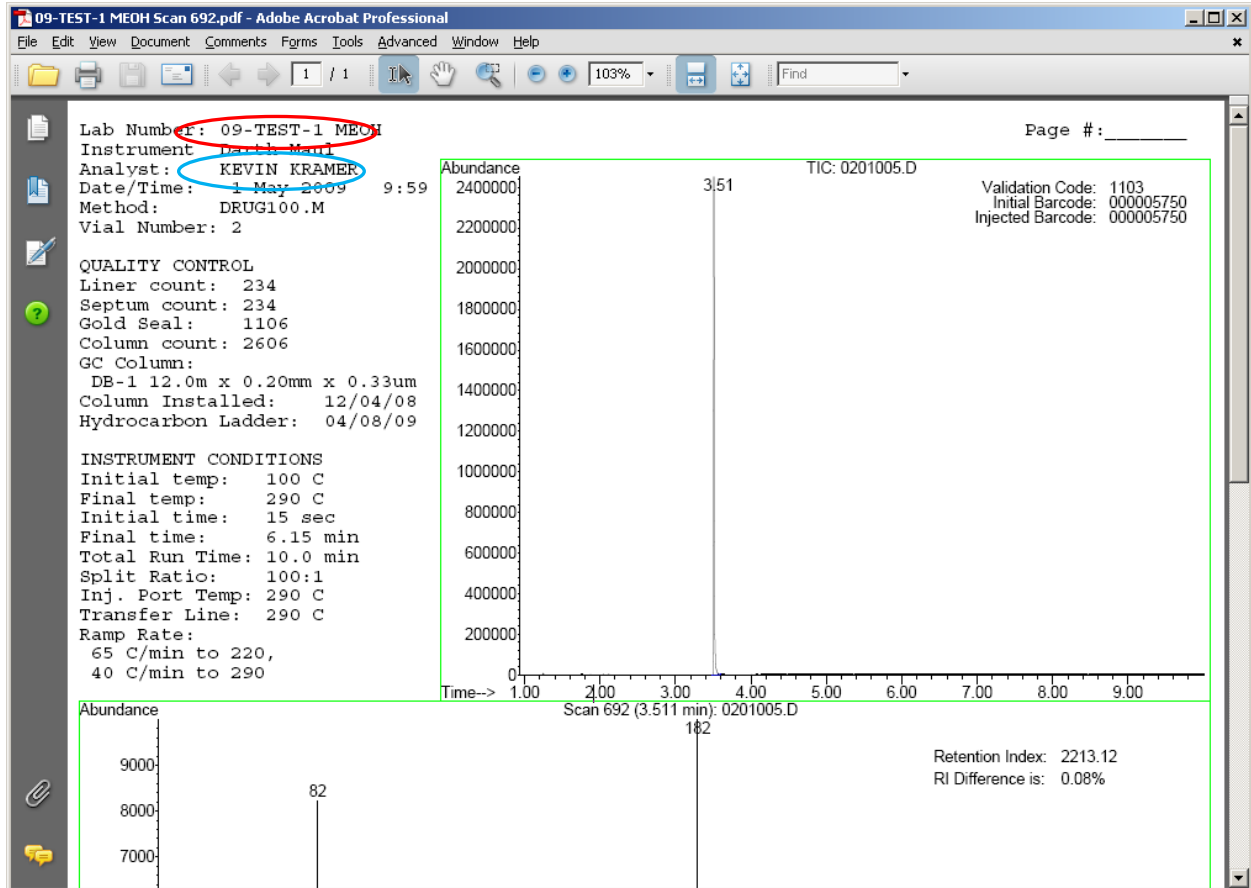 09-TEST-1 MEOH Scan 692.pdf - Adobe Acrobat Professional
File Edit View Document Comments Forms Tools Advanced Window Help
1 / 1 103% Find
Lab Number: 09-TEST-1 MEOH
Page #:_______
Instrument Darth Maul
Analyst: KEVIN KRAMER
Date/Time: 1 May 2009 9:59
Method: DRUG100.M
Vial Number: 2
QUALITY CONTROL
Liner count: 234
Septum count: 234
Gold Seal: 1106
Column count: 2606
GC Column:
DB-1 12.0m x 0.20mm x 0.33um
Column Installed: 12/04/08
Hydrocarbon Ladder: 04/08/09
INSTRUMENT CONDITIONS
Initial temp: 100 C
Final temp: 290 C
Initial time: 15 sec
Final time: 6.15 min
Total Run Time: 10.0 min
Split Ratio: 100:1
Inj. Port Temp: 290 C
Transfer Line: 290 C
Ramp Rate:
65 C/min to 220,
40 C/min to 290
Abundance
TIC: 0201005.D
3.51
Validation Code: 1103
Initial Barcode: 000005750
Injected Barcode: 000005750
2400000
2200000
2000000
1800000
1600000
1400000
1200000
1000000
800000
600000
400000
200000
0
Time--> 1.00 2.00 3.00 4.00 5.00 6.00 7.00 8.00 9.00
Abundance
Scan 692 (3.511 min): 0201005.D
182
Retention Index: 2213.12
RI Difference is: 0.08%
82
9000
8000
7000